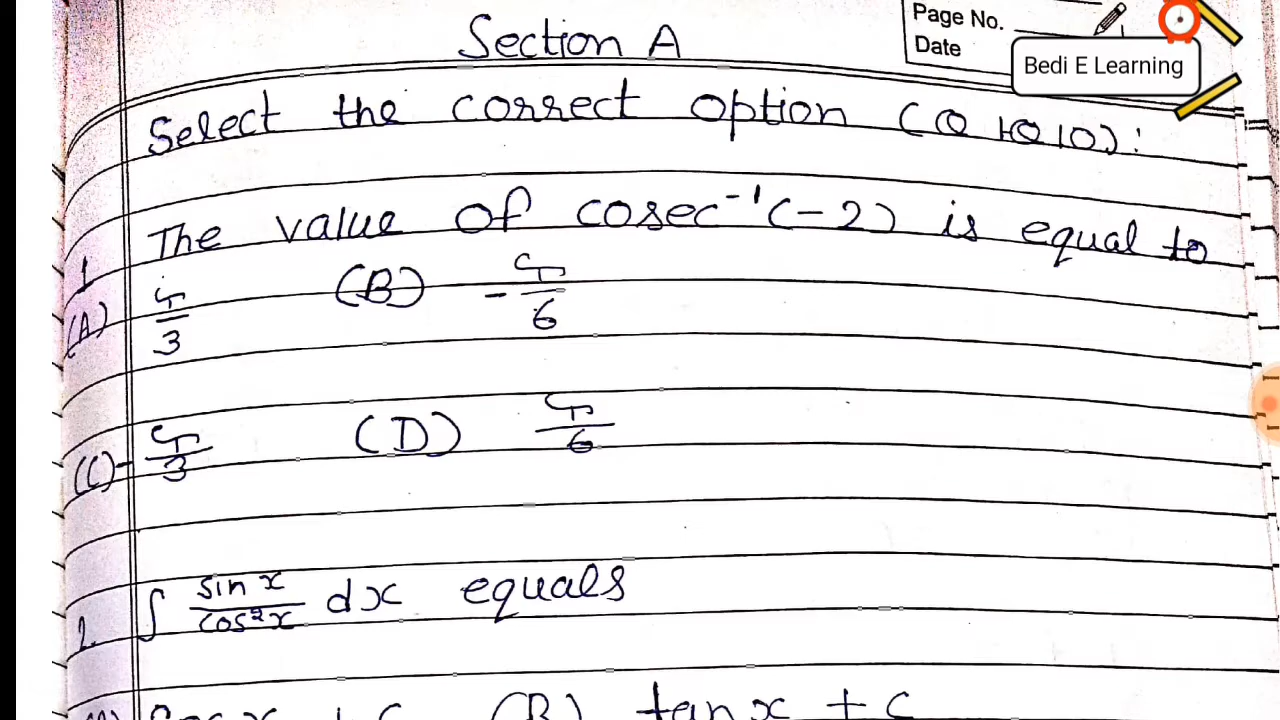 Section A
Page No.
Date
Bedi E Learning
Select the correct option (Q 1 to Q 10):
1 The value of cosec⁻¹(-2) is equal to
(A) π/3 (B) -π/6
(C) -π/3 (D) π/6
2. ∫ sin x/cos²x dx equals
(A) sec x + c (B) tan x + c